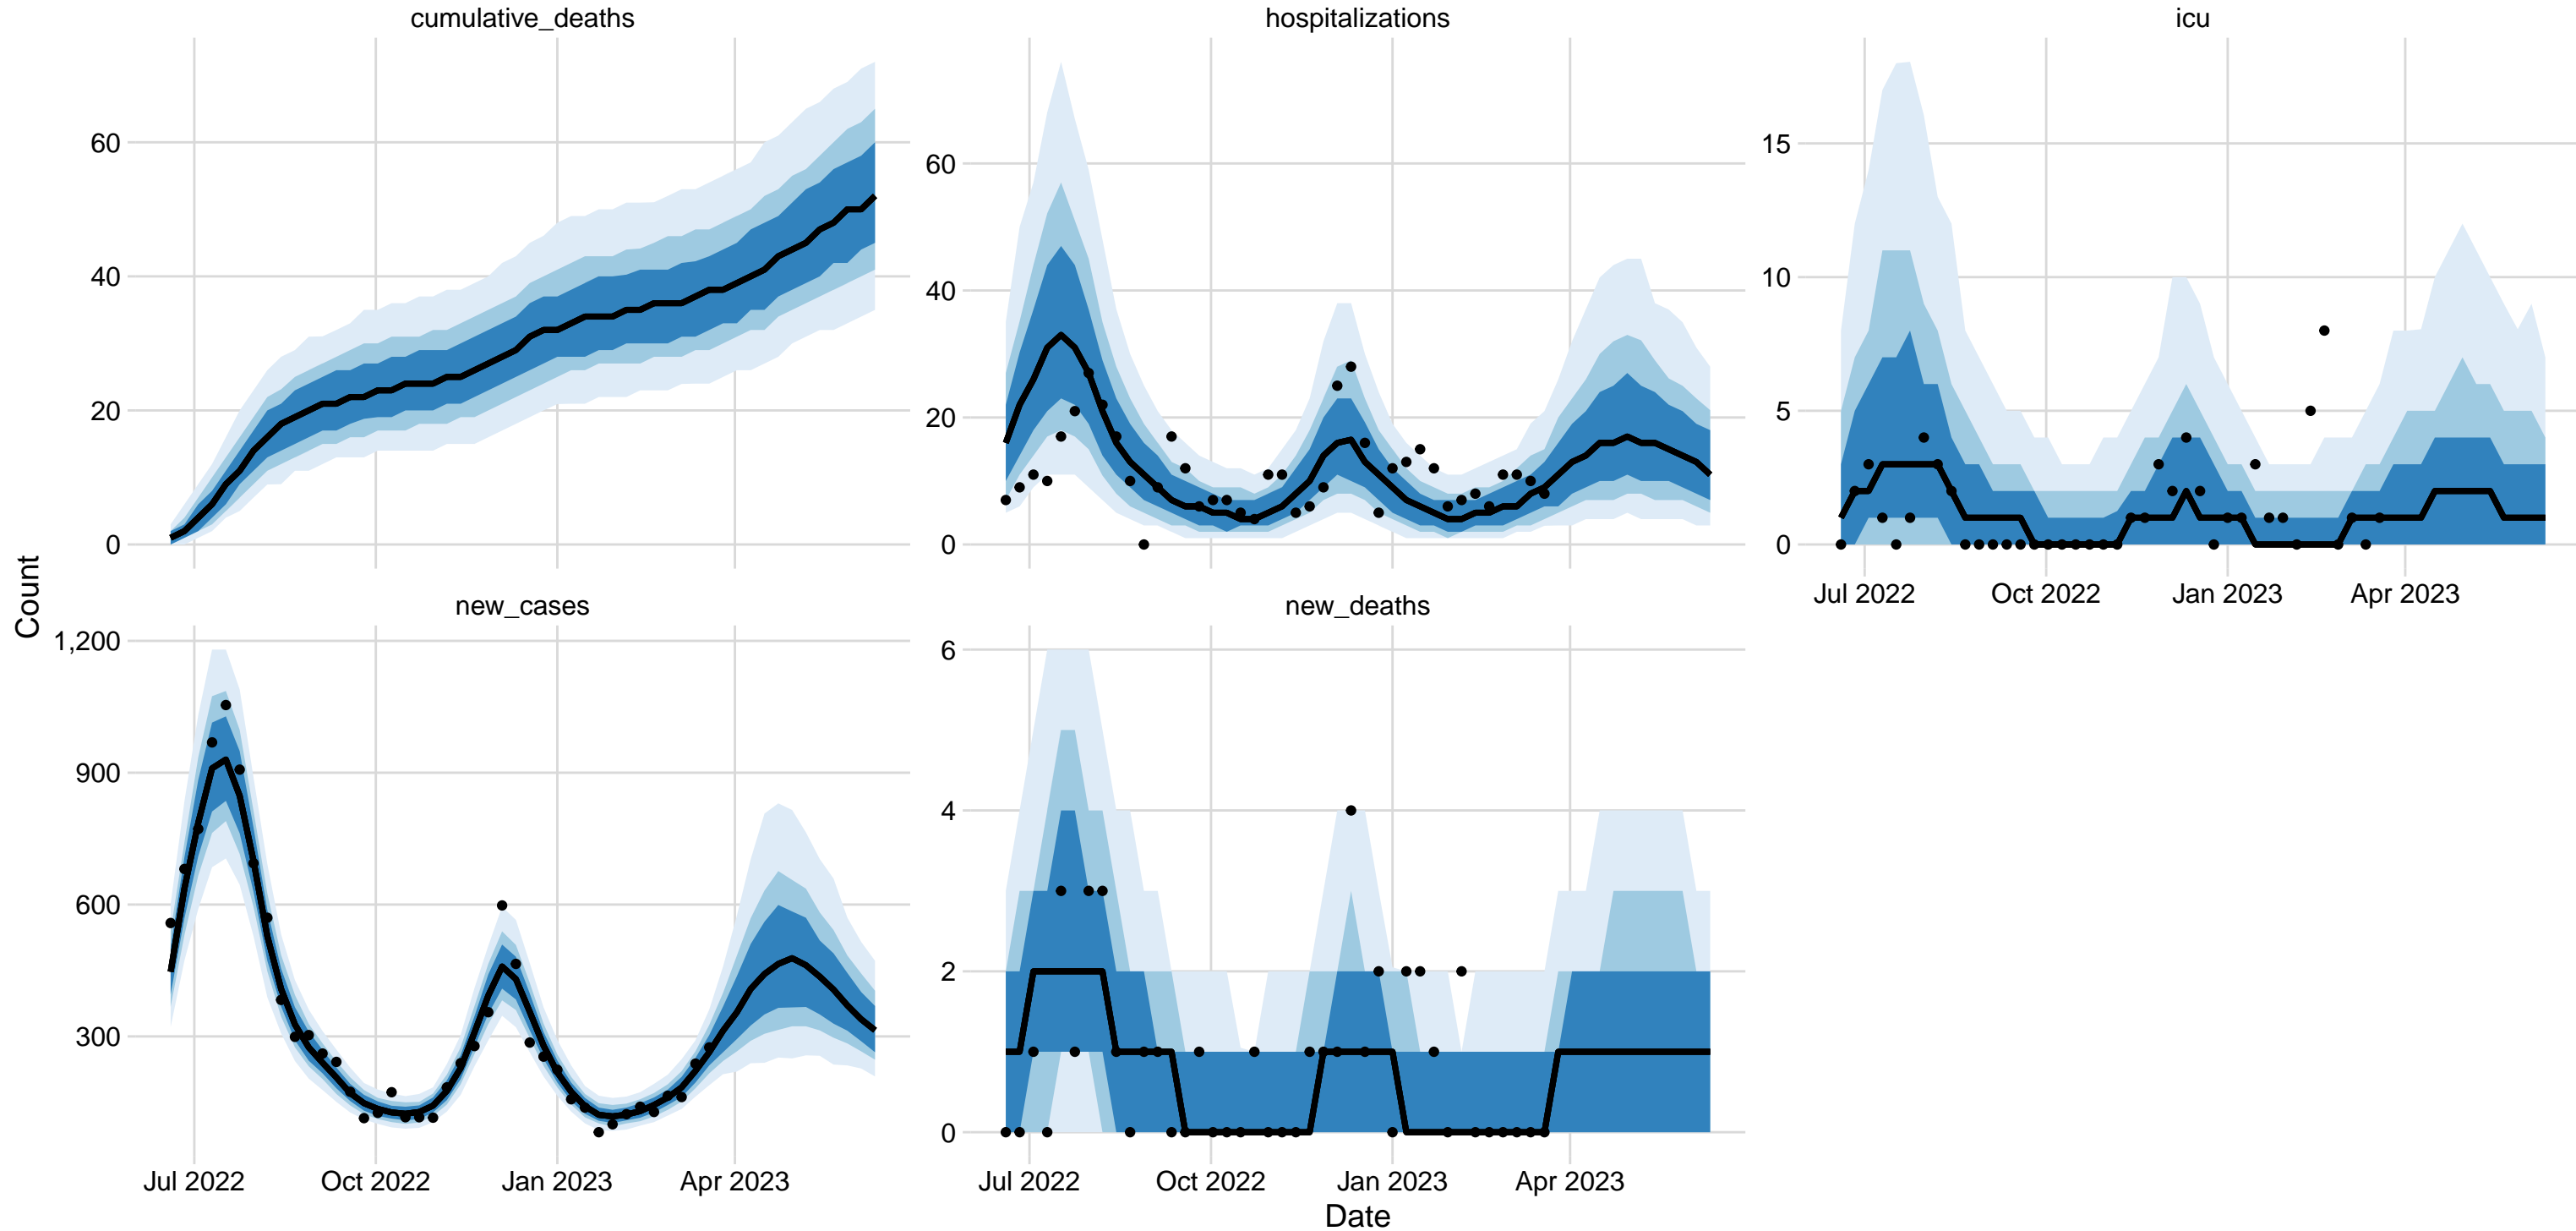 cumulative_deaths
hospitalizations
icu
60
40
20
0
60
40
20
0
15
10
5
0
Jul 2022 Oct 2022 Jan 2023 Apr 2023
Count
new_cases
new_deaths
1,200
900
600
300
6
4
2
0
Jul 2022 Oct 2022 Jan 2023 Apr 2023
Jul 2022 Oct 2022 Jan 2023 Apr 2023
Date